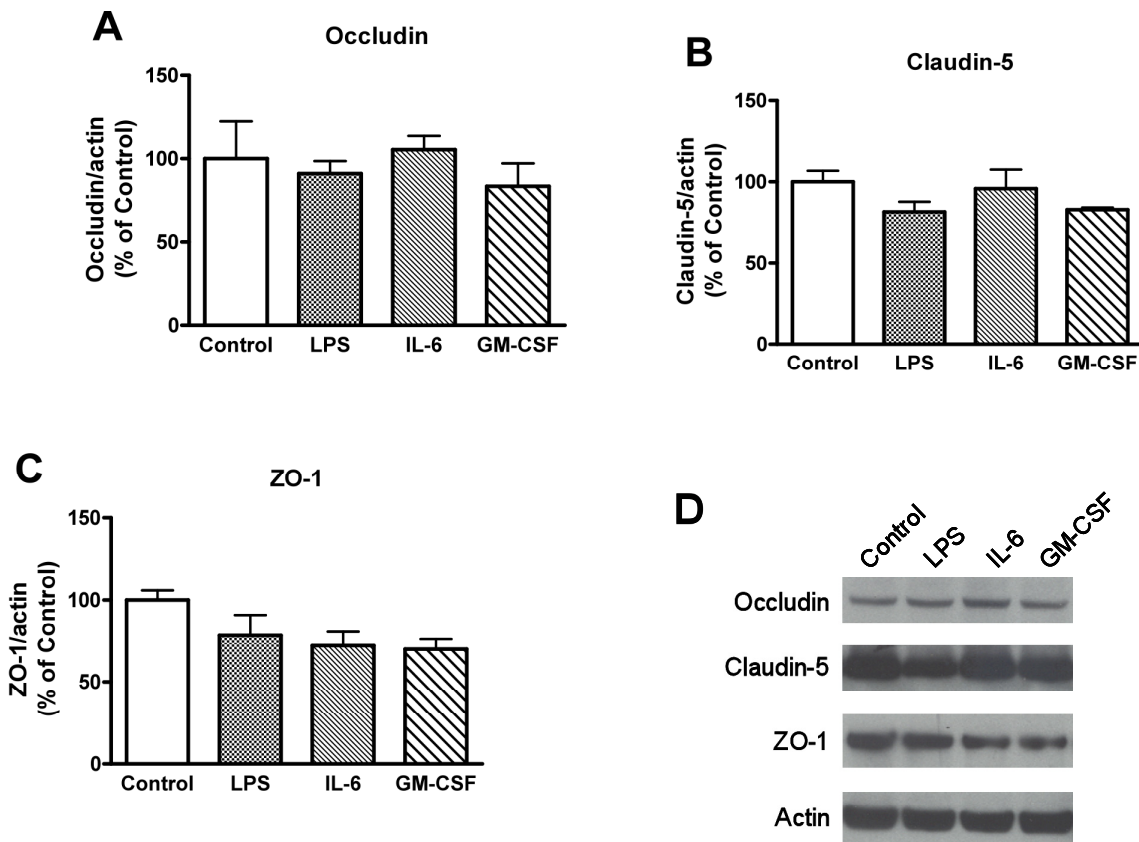 A
Occludin
Occludin/actin
(% of Control)
150
100
50
0
Control LPS IL-6 GM-CSF
B
Claudin-5
Claudin-5/actin
(% of Control)
150
100
50
0
Control LPS IL-6 GM-CSF
C
ZO-1
ZO-1/actin
(% of Control)
150
100
50
0
Control LPS IL-6 GM-CSF
D
Control LPS IL-6 GM-CSF
Occludin
Claudin-5
ZO-1
Actin